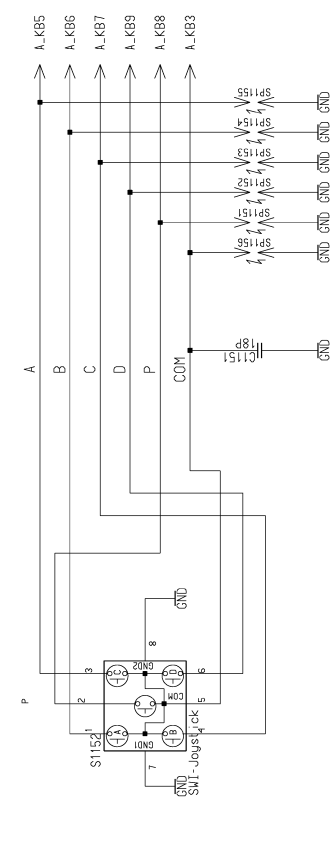 A_KB5
A_KB6
A_KB7
A_KB9
A_KB8
A_KB3
SP1155
GND
SP1154
GND
SP1153
GND
SP1152
GND
SP1151
GND
SP1156
GND
A
B
C
D
P
COM
C1151
18P
GND
GND
8
P
3
2
1
C
GND2
D
COM
A
GND1
B
6
5
4
S1152
SWI-Joystick
7
GND